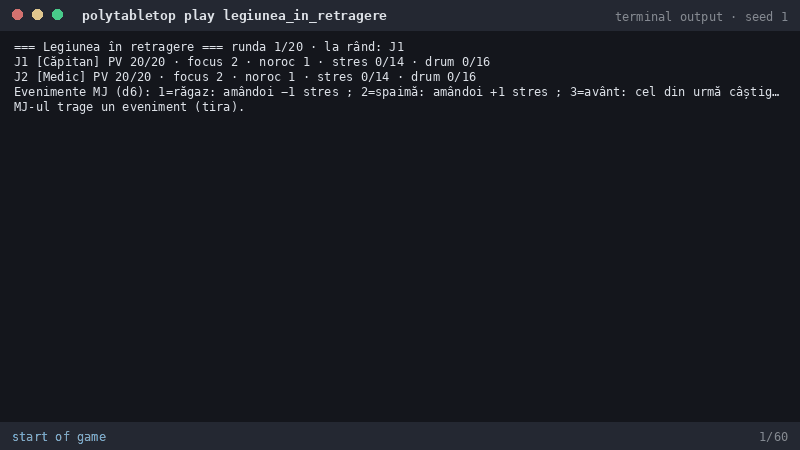 polytabletop play legiunea_in_retragere
terminal output · seed 1
=== Legiunea în retragere === runda 1/20 · la rând: J1
J1 [Căpitan] PV 20/20 · focus 2 · noroc 1 · stres 0/14 · drum 0/16
J2 [Medic] PV 20/20 · focus 2 · noroc 1 · stres 0/14 · drum 0/16
Evenimente MJ (d6): 1=răgaz: amândoi −1 stres ; 2=spaimă: amândoi +1 stres ; 3=avânt: cel din urmă câștig…
MJ-ul trage un eveniment (tira).
start of game
1/60